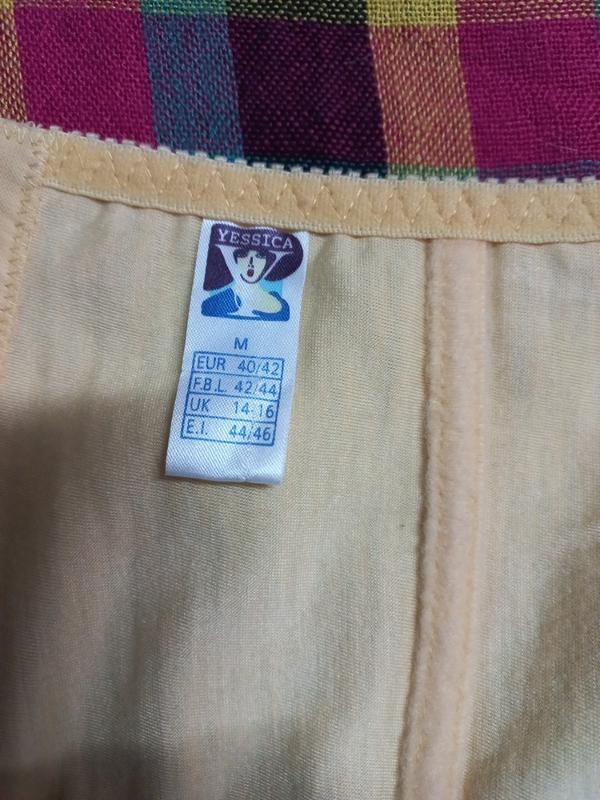 YESSICA
M
EUR 40/42
F.B.L. 42/44
UK 14-16
E.I. 44/46